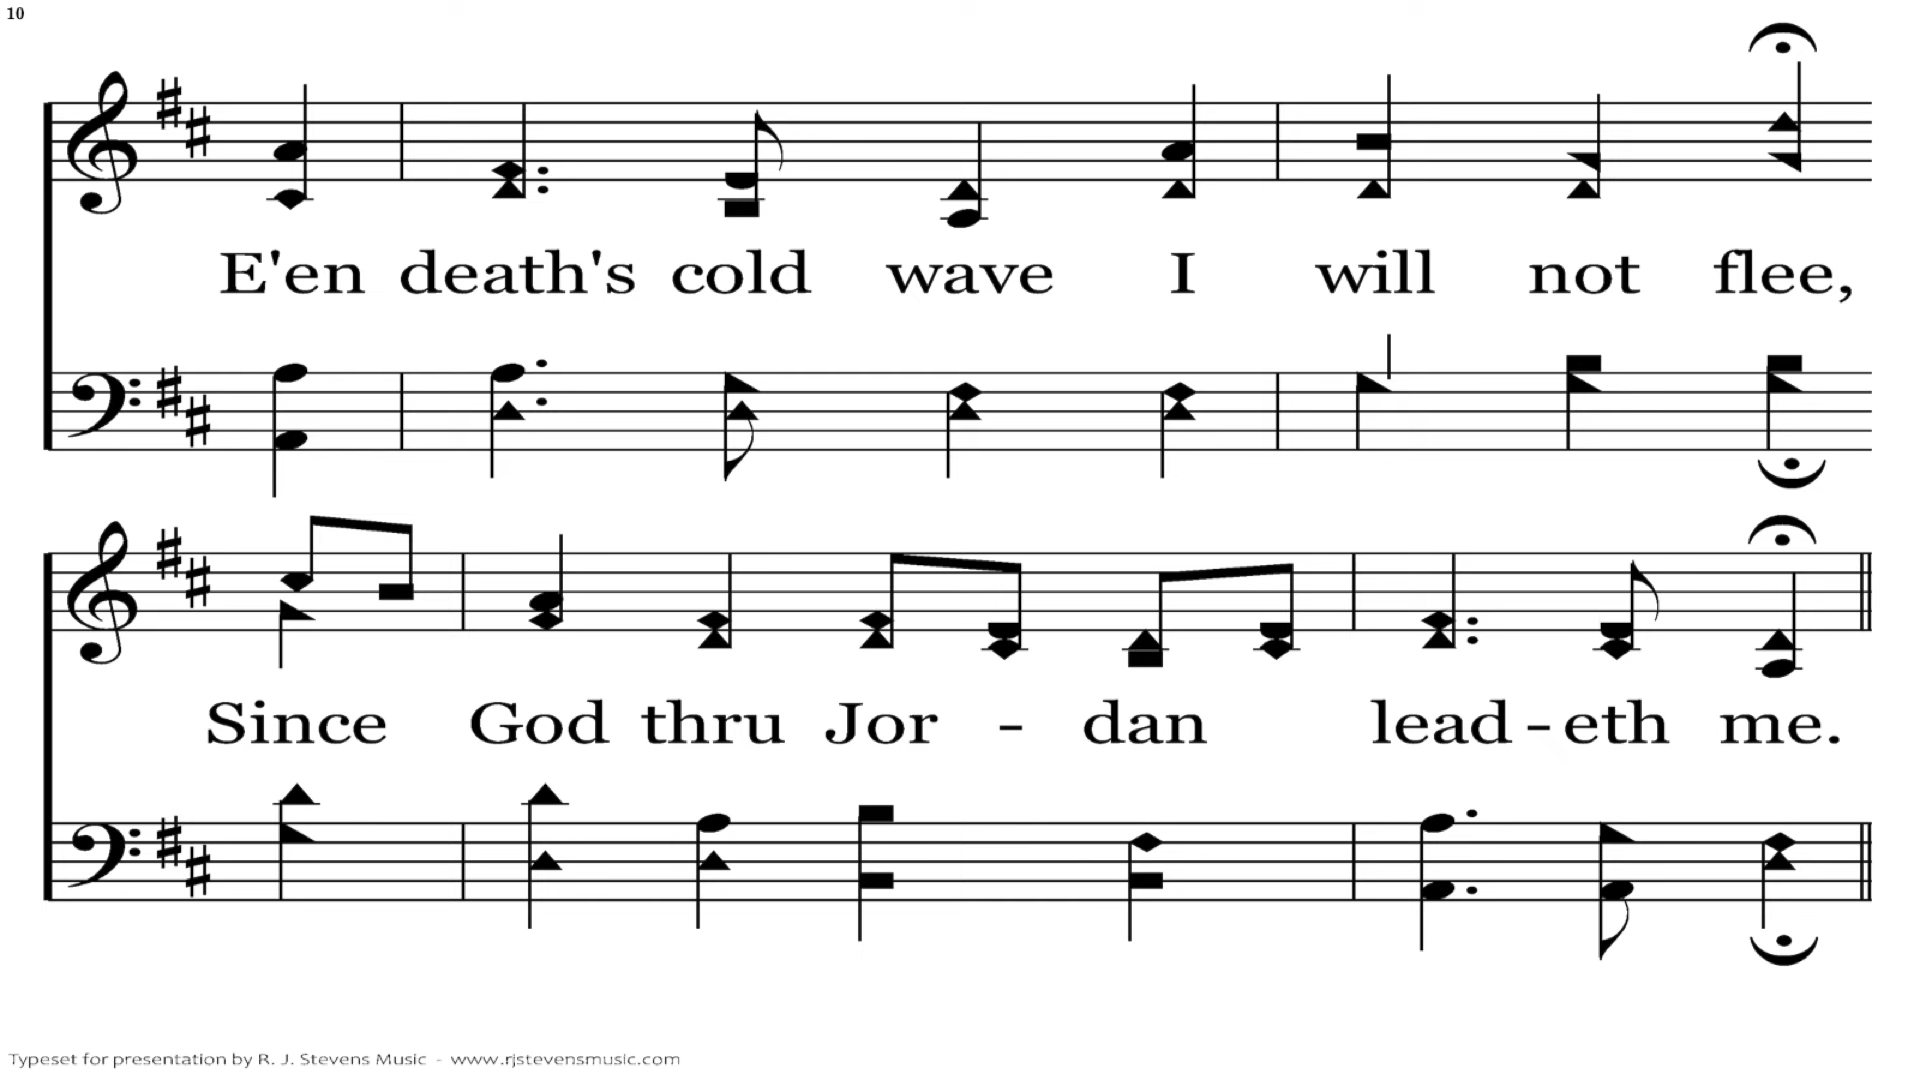 10
E'en death's cold wave I will not flee,
Since God thru Jor - dan lead - eth me.
Typeset for presentation by R. J. Stevens Music - www.rjstevensmusic.com